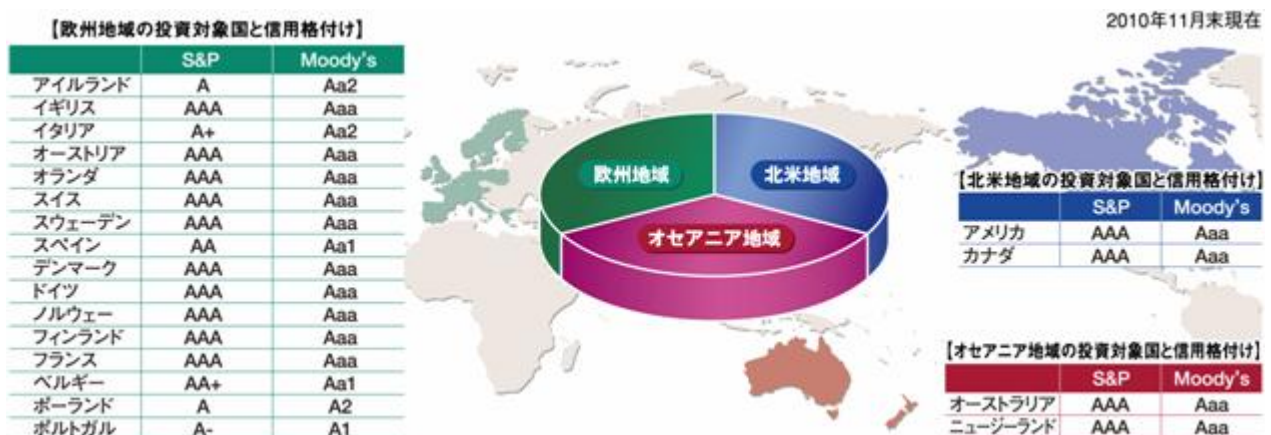 2010年11月末現在
【欧州地域の投資対象国と信用格付け】
S&P Moody's
アイルランド A Aa2
イギリス AAA Aaa
イタリア A+ Aa2
オーストリア AAA Aaa
オランダ AAA Aaa
スイス AAA Aaa
スウェーデン AAA Aaa
スペイン AA Aa1
デンマーク AAA Aaa
ドイツ AAA Aaa
ノルウェー AAA Aaa
フィンランド AAA Aaa
フランス AAA Aaa
ベルギー AA+ Aa1
ポーランド A A2
ポルトガル A- A1
欧州地域
北米地域
オセアニア地域
【北米地域の投資対象国と信用格付け】
S&P Moody's
アメリカ AAA Aaa
カナダ AAA Aaa
【オセアニア地域の投資対象国と信用格付け】
S&P Moody's
オーストラリア AAA Aaa
ニュージーランド AAA Aaa